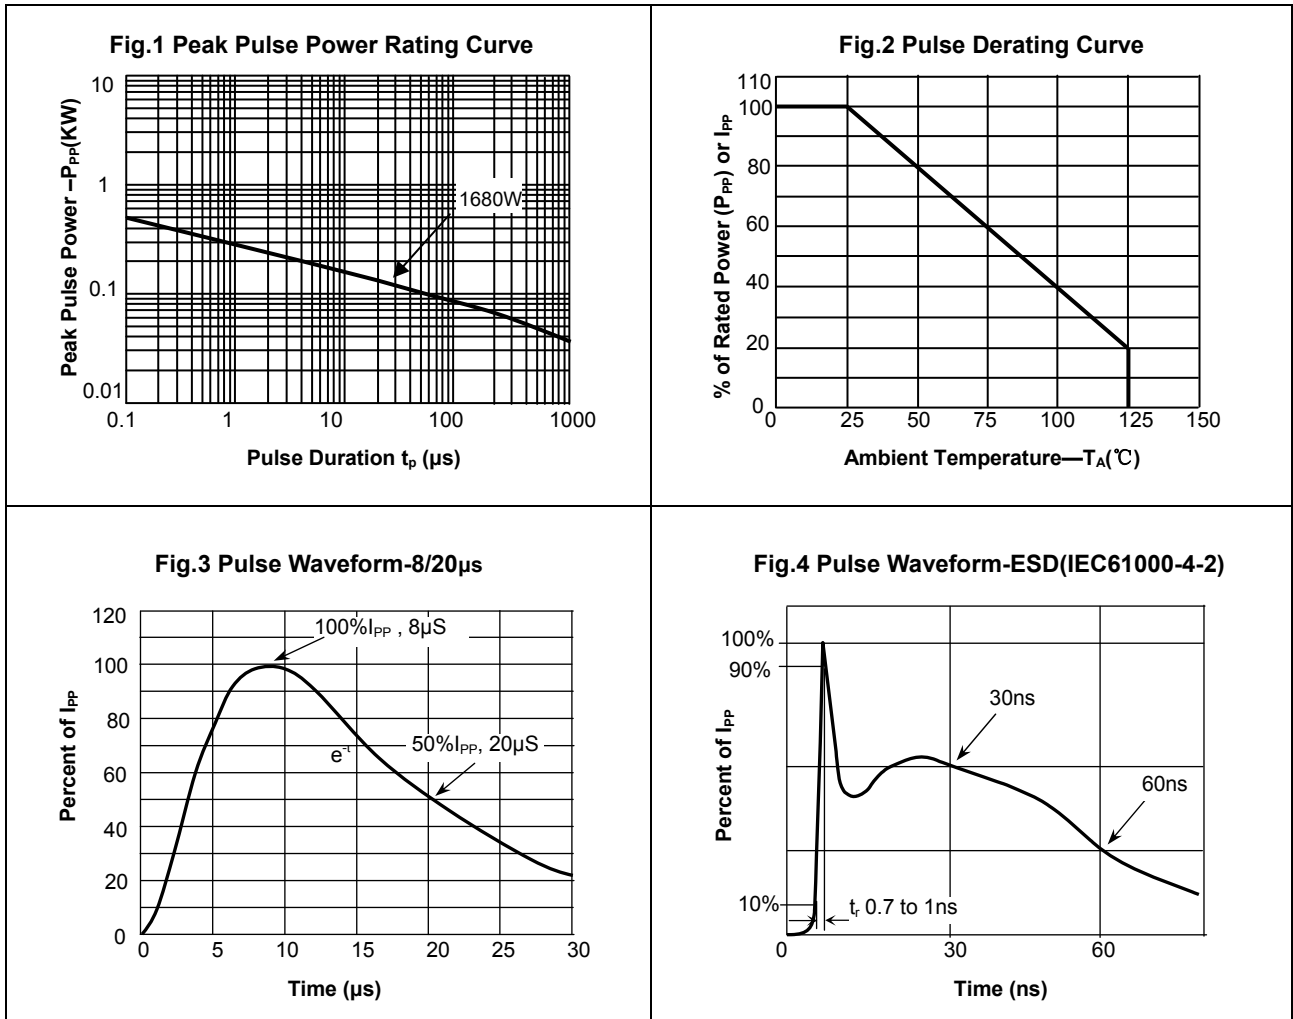 Fig.1 Peak Pulse Power Rating Curve
Peak Pulse Power –PPP(KW)
10
1
0.1
0.01
1680W
0.1 1 10 100 1000
Pulse Duration tp (µs)
Fig.2 Pulse Derating Curve
% of Rated Power (PPP) or IPP
110
100
80
60
40
20
0
0 25 50 75 100 125 150
Ambient Temperature—TA(℃)
Fig.3 Pulse Waveform-8/20µs
Percent of IPP
120
100
80
60
40
20
0
100%IPP , 8µS
e-t
50%IPP, 20µS
0 5 10 15 20 25 30
Time (µs)
Fig.4 Pulse Waveform-ESD(IEC61000-4-2)
Percent of IPP
100%
90%
10%
30ns
60ns
tr 0.7 to 1ns
0 30 60
Time (ns)